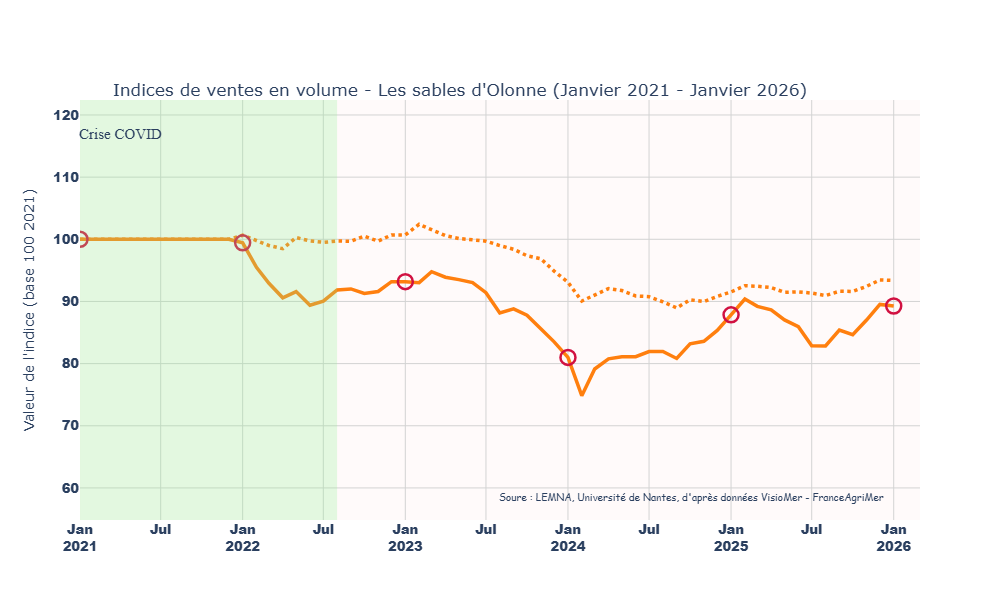 Indices de ventes en volume - Les sables d'Olonne (Janvier 2021 - Janvier 2026)
Valeur de l'indice (base 100 2021)
120
110
100
90
80
70
60
Crise COVID
Soure : LEMNA, Université de Nantes, d'après données VisioMer - FranceAgriMer
Jan Jul Jan Jul Jan Jul Jan Jul Jan Jul Jan
2021 2022 2023 2024 2025 2026